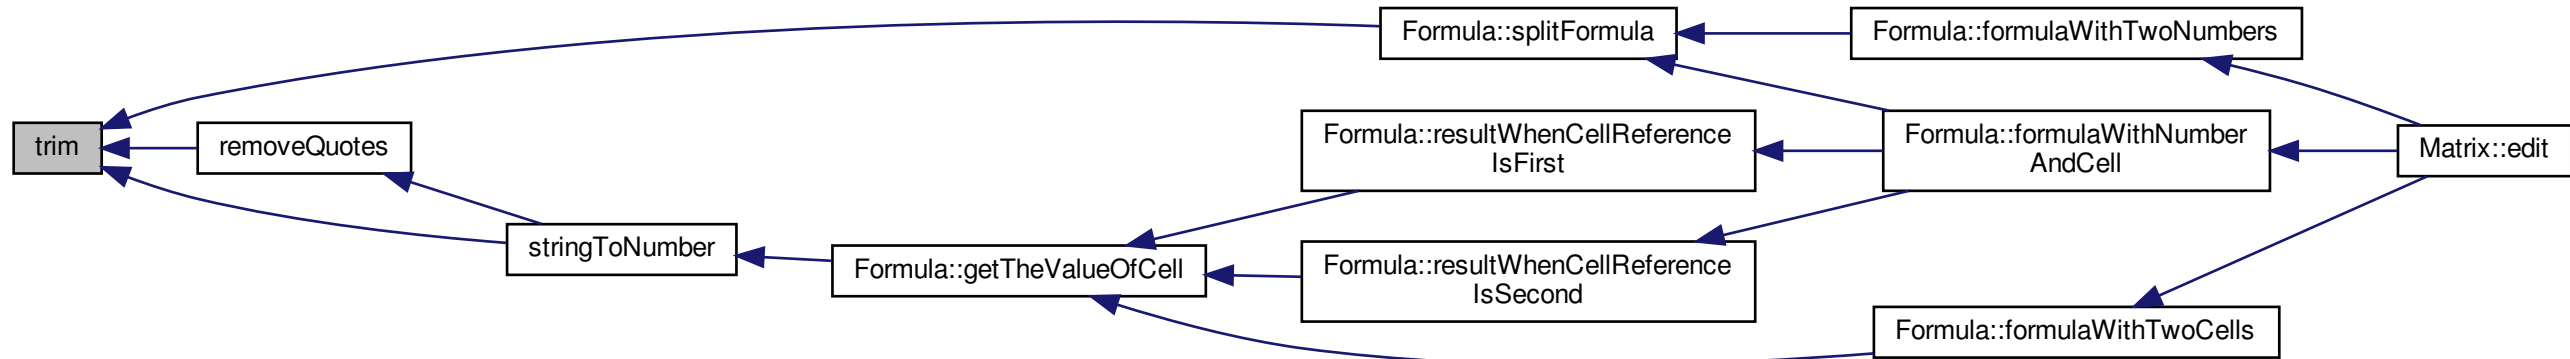 trim
removeQuotes
stringToNumber
Formula::getTheValueOfCell
Formula::splitFormula
Formula::resultWhenCellReference
IsFirst
Formula::resultWhenCellReference
IsSecond
Formula::formulaWithTwoNumbers
Formula::formulaWithNumber
AndCell
Formula::formulaWithTwoCells
Matrix::edit